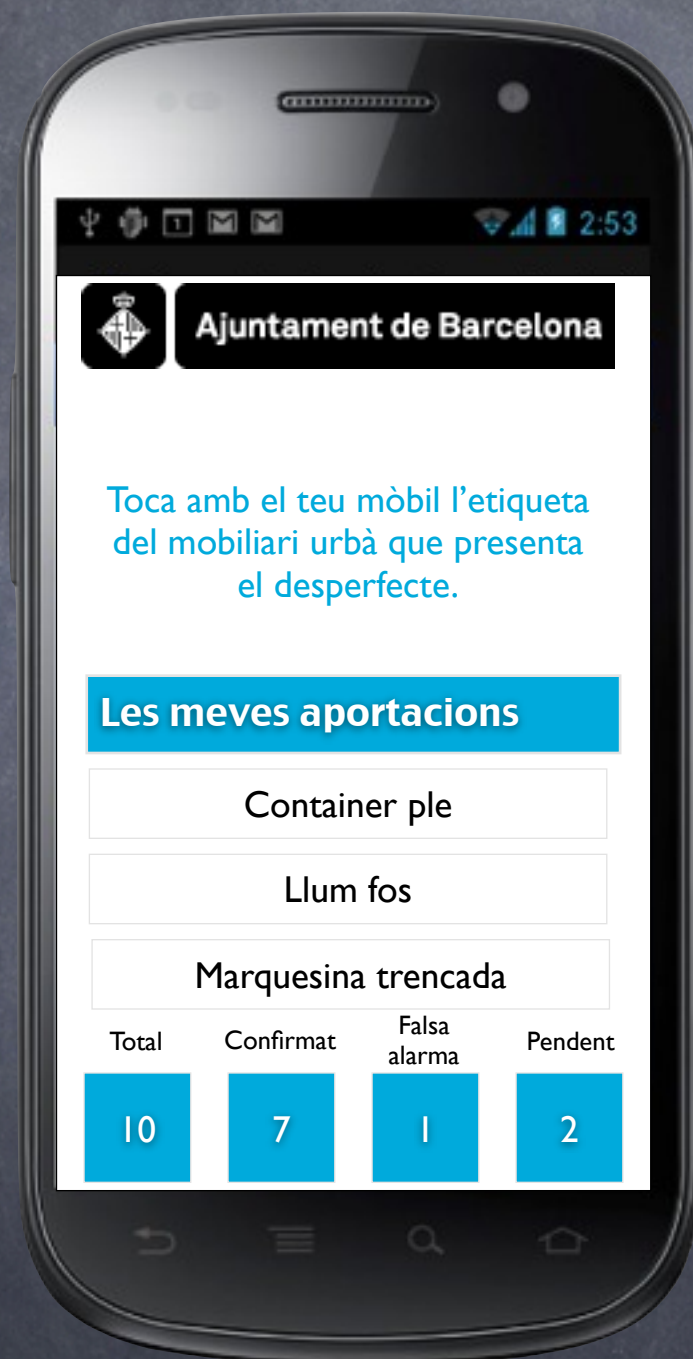 1
2:53
Ajuntament de Barcelona
Toca amb el teu mòbil l’etiqueta
del mobiliari urbà que presenta
el desperfecte.
Les meves aportacions
Container ple
Llum fos
Marquesina trencada
Total Confirmat Falsa alarma Pendent
10 7 1 2